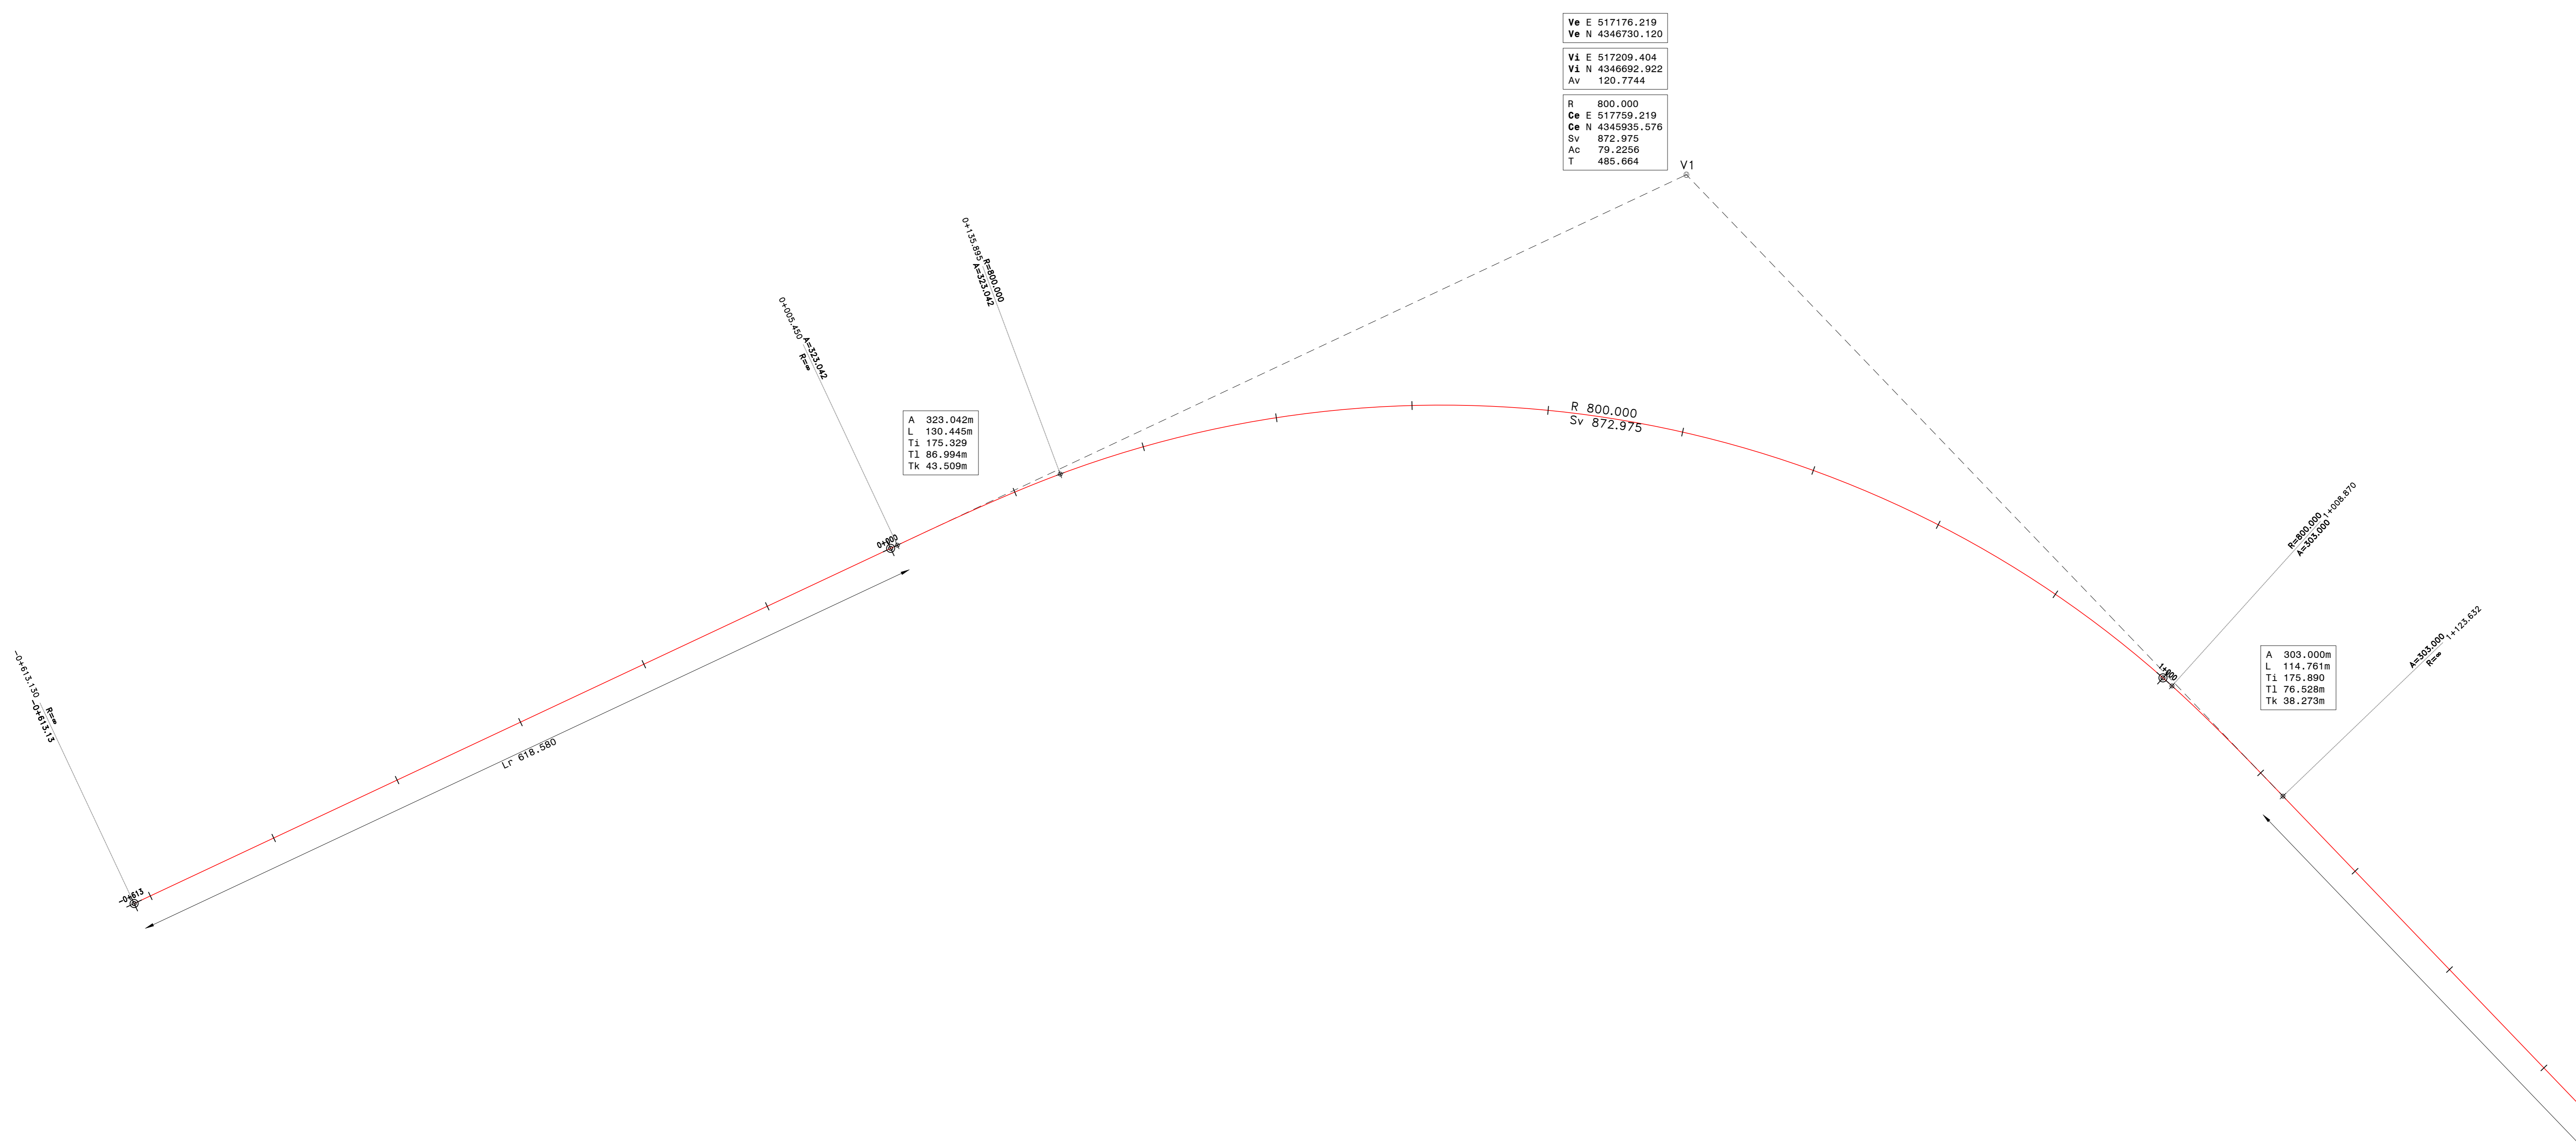 Ve E 517176.219
Ve N 4346730.120
Vi E 517209.404
Vi N 4346692.922
Av 120.7744
R 800.000
Ce E 517759.219
Ce N 4345935.576
Sv 872.975
Ac 79.2256
T 485.664
V1
0+135.895
R=800.000
A=323.042
0+005.450
A=323.042
R=∞
A 323.042m
L 130.445m
Ti 175.329
Tl 86.994m
Tk 43.509m
R 800.000
Sv 872.975
0+000
R=800.000
1+008.870
A=303.000
A=303.000
1+123.632
R=∞
1+000
A 303.000m
L 114.761m
Ti 175.890
Tl 76.528m
Tk 38.273m
-0+613.130
R=∞
-0+613.13
Lr 618.580
-0+613